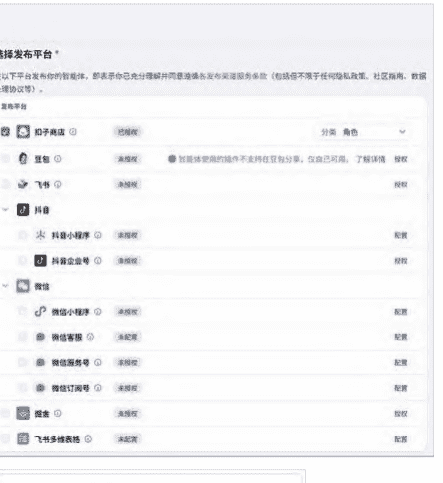 选择发布平台 *
以下平台发布你的智能体，即表示你已充分理解并同意遵循各发布渠道服务条款（包括但不限于任何隐私政策、社区指南、数据
处理协议等）。
发布平台
扣子商店 已授权 分类 角色
豆包 未授权 智能体使用的插件不支持在豆包分享，仅自己可用。 了解详情 授权
飞书 未授权 授权
抖音
抖音小程序 未授权 配置
抖音企业号 未授权 授权
微信
微信小程序 未授权 配置
微信客服 未配置 配置
微信服务号 未授权 配置
微信订阅号 未授权 配置
掘金 未授权 授权
飞书多维表格 未配置 配置